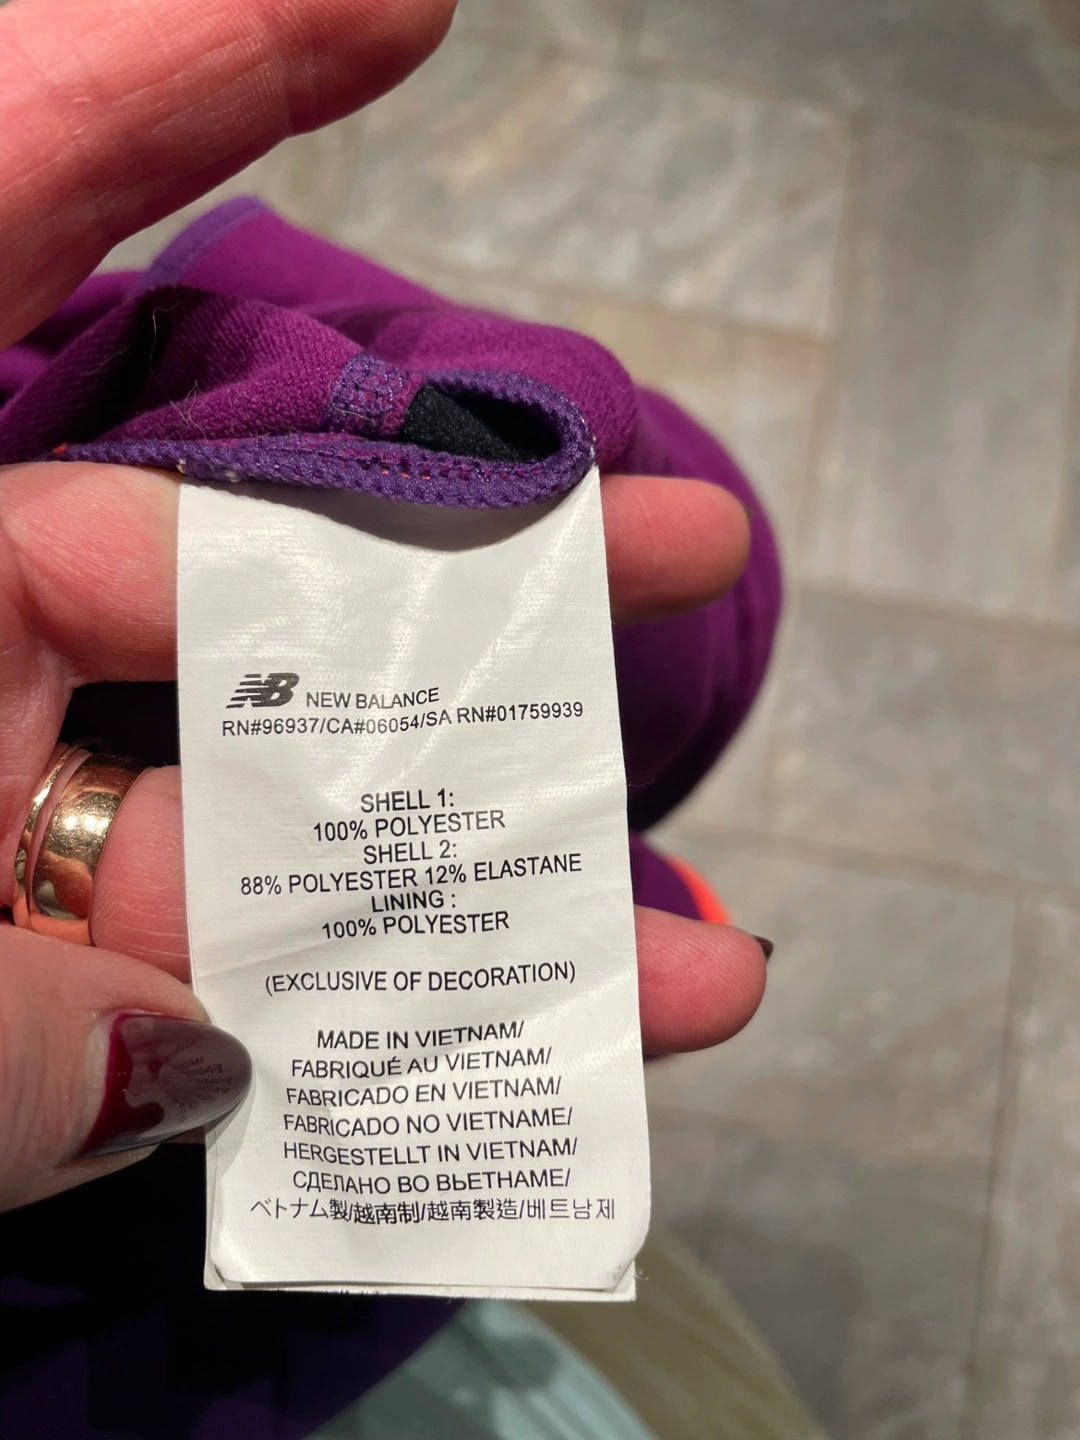 NB NEW BALANCE
RN#96937/CA#06054/SA RN#01759939
SHELL 1:
100% POLYESTER
SHELL 2:
88% POLYESTER 12% ELASTANE
LINING :
100% POLYESTER
(EXCLUSIVE OF DECORATION)
MADE IN VIETNAM/
FABRIQUÉ AU VIETNAM/
FABRICADO EN VIETNAM/
FABRICADO NO VIETNAME/
HERGESTELLT IN VIETNAM/
СДЕЛАНО ВО ВЬЕТНАМЕ/
ベトナム製/越南制/越南製造/베트남제